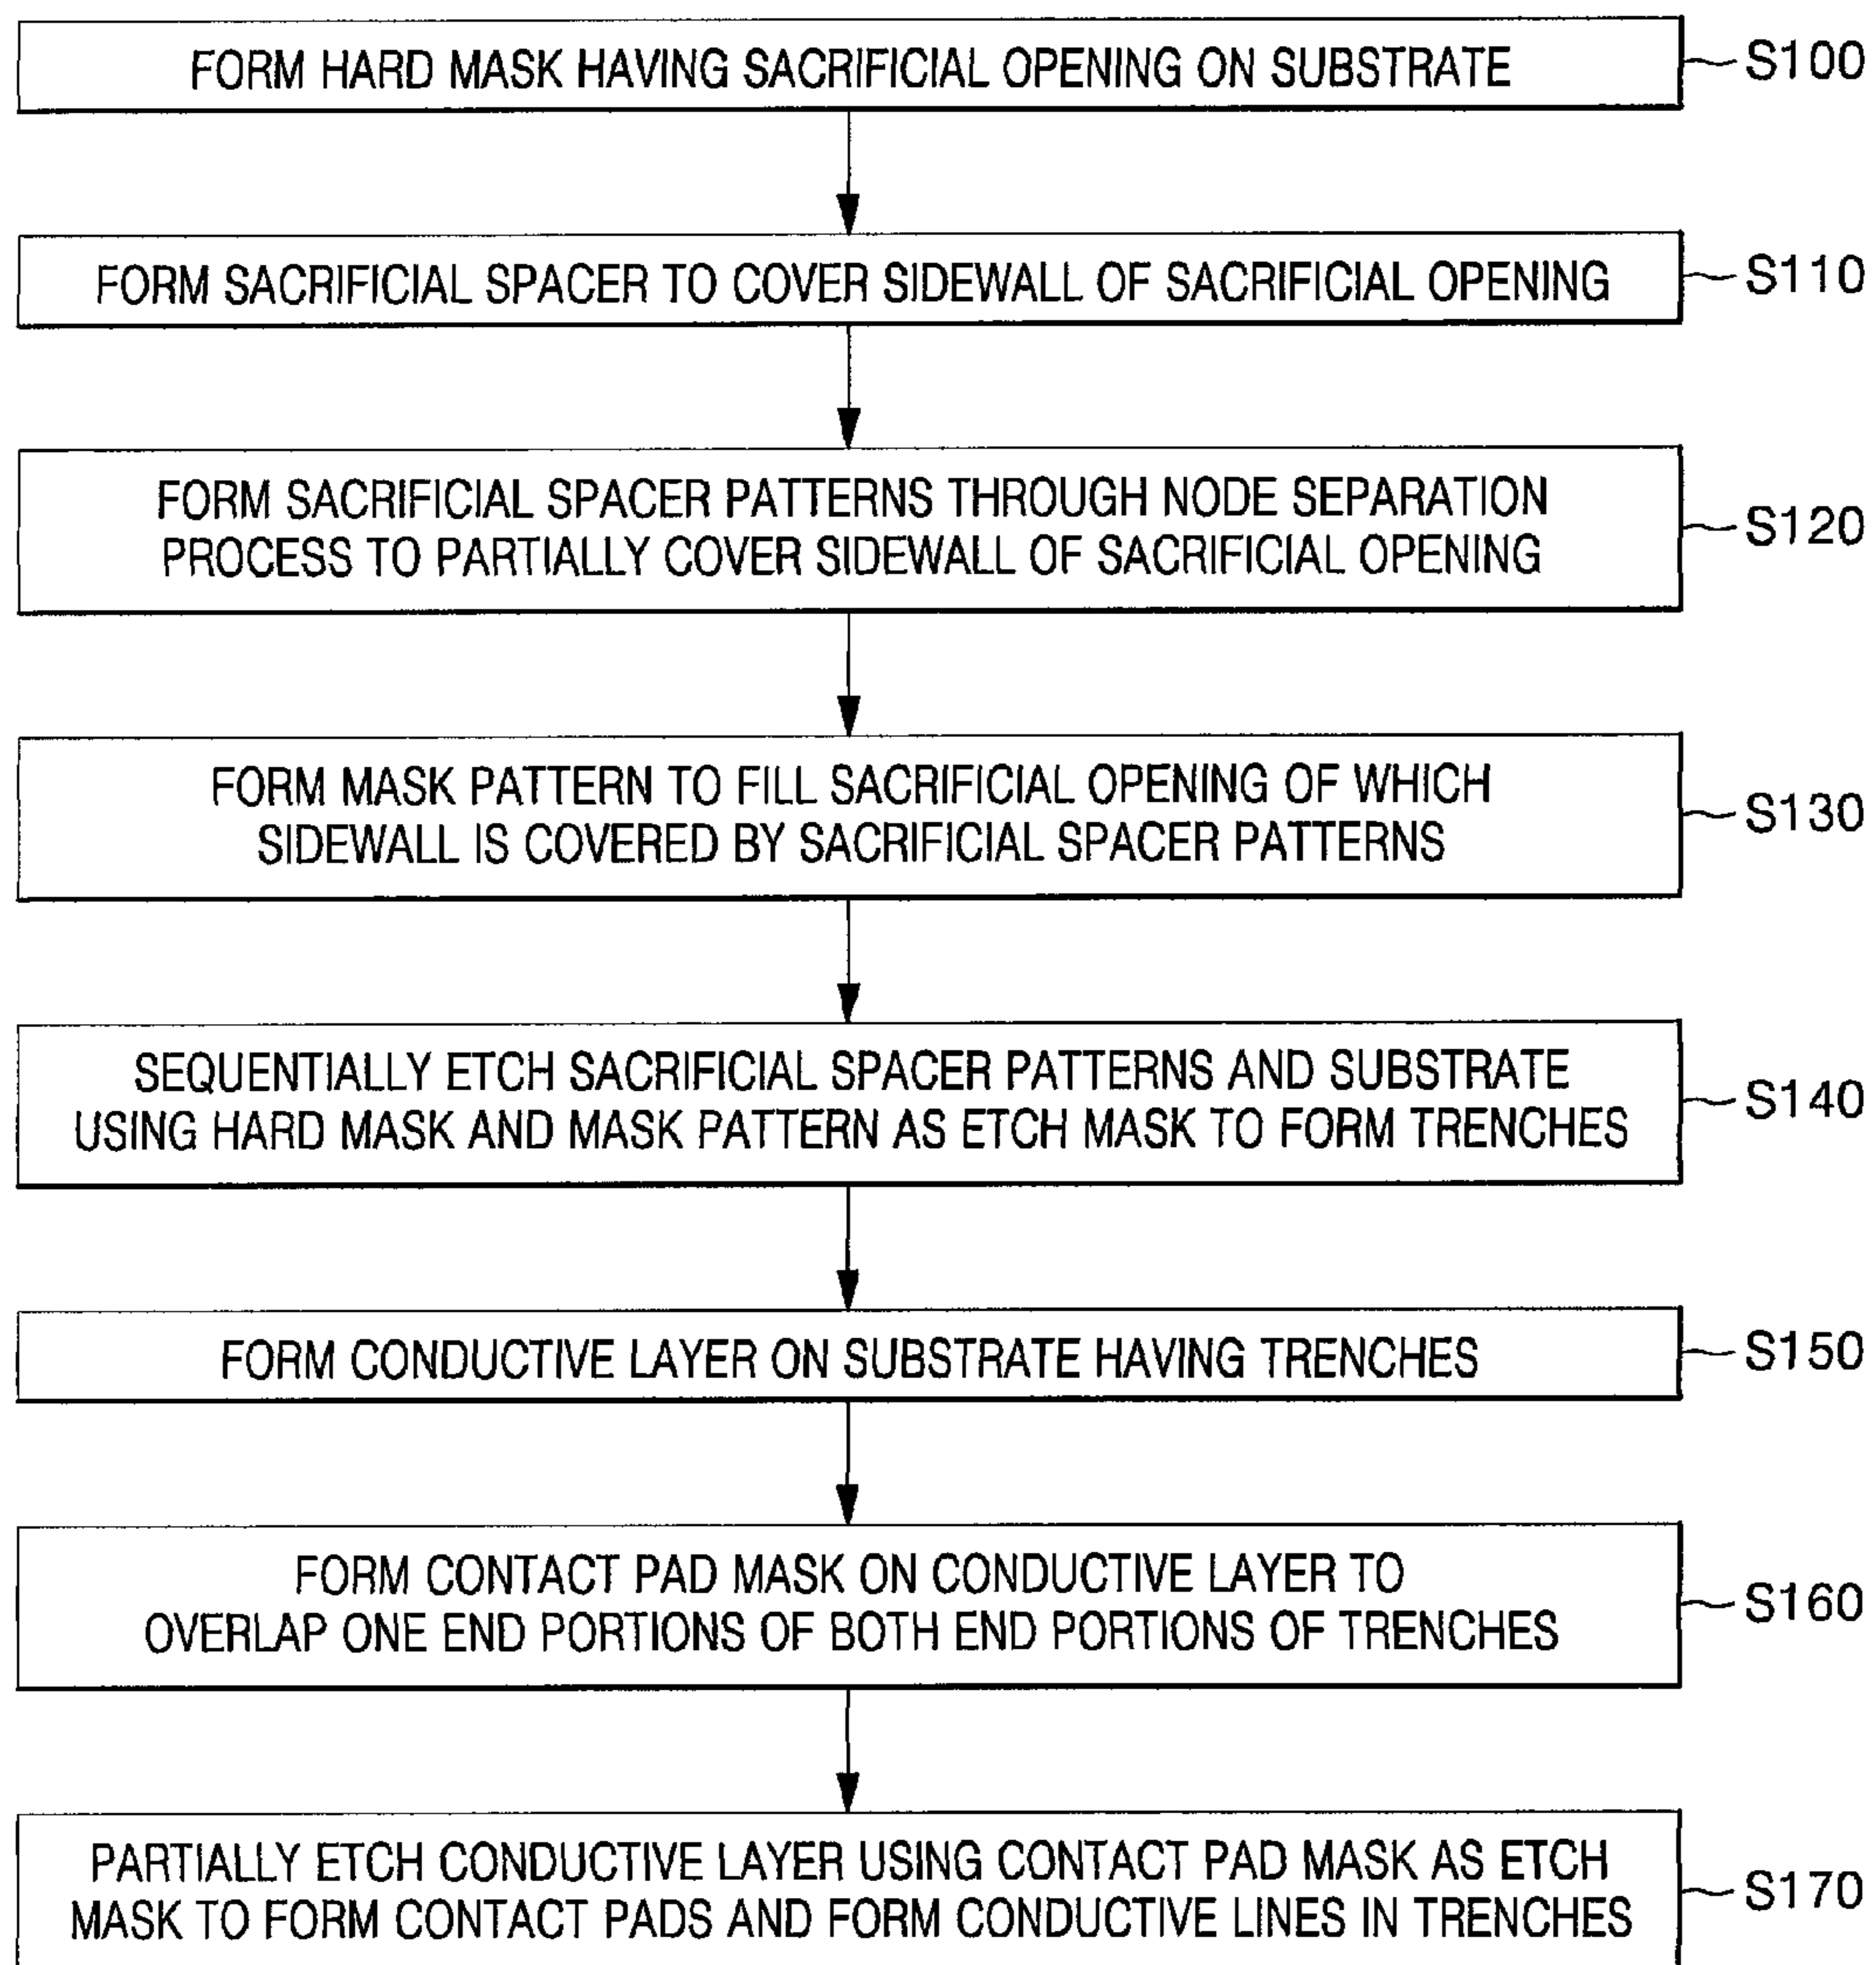 FORM HARD MASK HAVING SACRIFICIAL OPENING ON SUBSTRATE
S100
FORM SACRIFICIAL SPACER TO COVER SIDEWALL OF SACRIFICIAL OPENING
S110
FORM SACRIFICIAL SPACER PATTERNS THROUGH NODE SEPARATION
PROCESS TO PARTIALLY COVER SIDEWALL OF SACRIFICIAL OPENING
S120
FORM MASK PATTERN TO FILL SACRIFICIAL OPENING OF WHICH
SIDEWALL IS COVERED BY SACRIFICIAL SPACER PATTERNS
S130
SEQUENTIALLY ETCH SACRIFICIAL SPACER PATTERNS AND SUBSTRATE
USING HARD MASK AND MASK PATTERN AS ETCH MASK TO FORM TRENCHES
S140
FORM CONDUCTIVE LAYER ON SUBSTRATE HAVING TRENCHES
S150
FORM CONTACT PAD MASK ON CONDUCTIVE LAYER TO
OVERLAP ONE END PORTIONS OF BOTH END PORTIONS OF TRENCHES
S160
PARTIALLY ETCH CONDUCTIVE LAYER USING CONTACT PAD MASK AS ETCH
MASK TO FORM CONTACT PADS AND FORM CONDUCTIVE LINES IN TRENCHES
S170